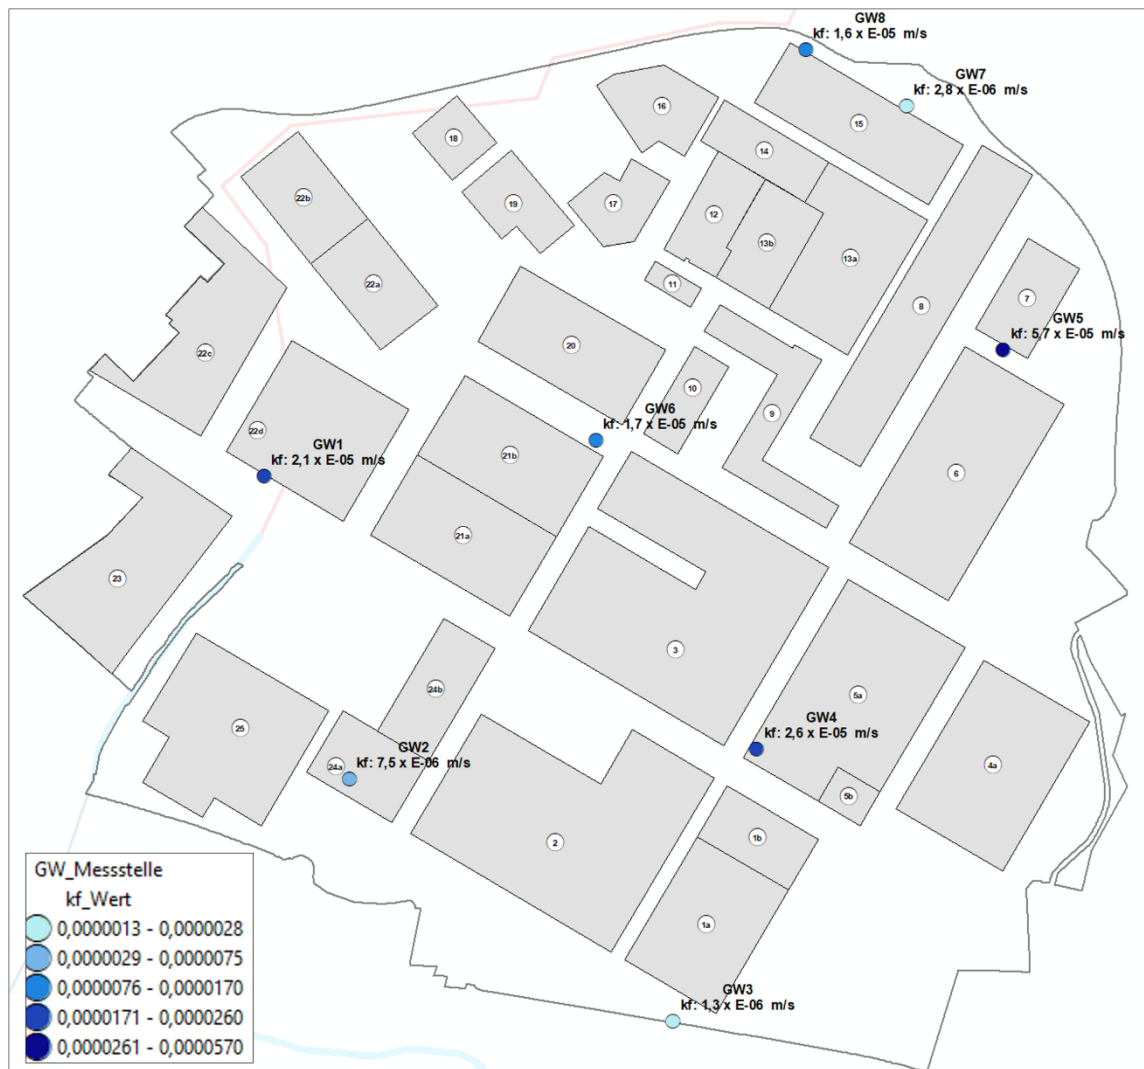 GW8
kf: 1,6 x E-05 m/s
GW7
kf: 2,8 x E-06 m/s
16
15
18
14
22b
19
17
12
13b
13a
11
22a
7
8
GW5
kf: 5,7 x E-05 m/s
20
22c
10
GW6
kf: 1,7 x E-05 m/s
9
22d
GW1
kf: 2,1 x E-05 m/s
21b
6
21a
23
3
24b
5a
25
GW4
kf: 2,6 x E-05 m/s
GW2
kf: 7,5 x E-06 m/s
24a
4a
5b
1b
2
1a
GW3
kf: 1,3 x E-06 m/s
GW_Messstelle
kf_Wert
0,0000013 - 0,0000028
0,0000029 - 0,0000075
0,0000076 - 0,0000170
0,0000171 - 0,0000260
0,0000261 - 0,0000570